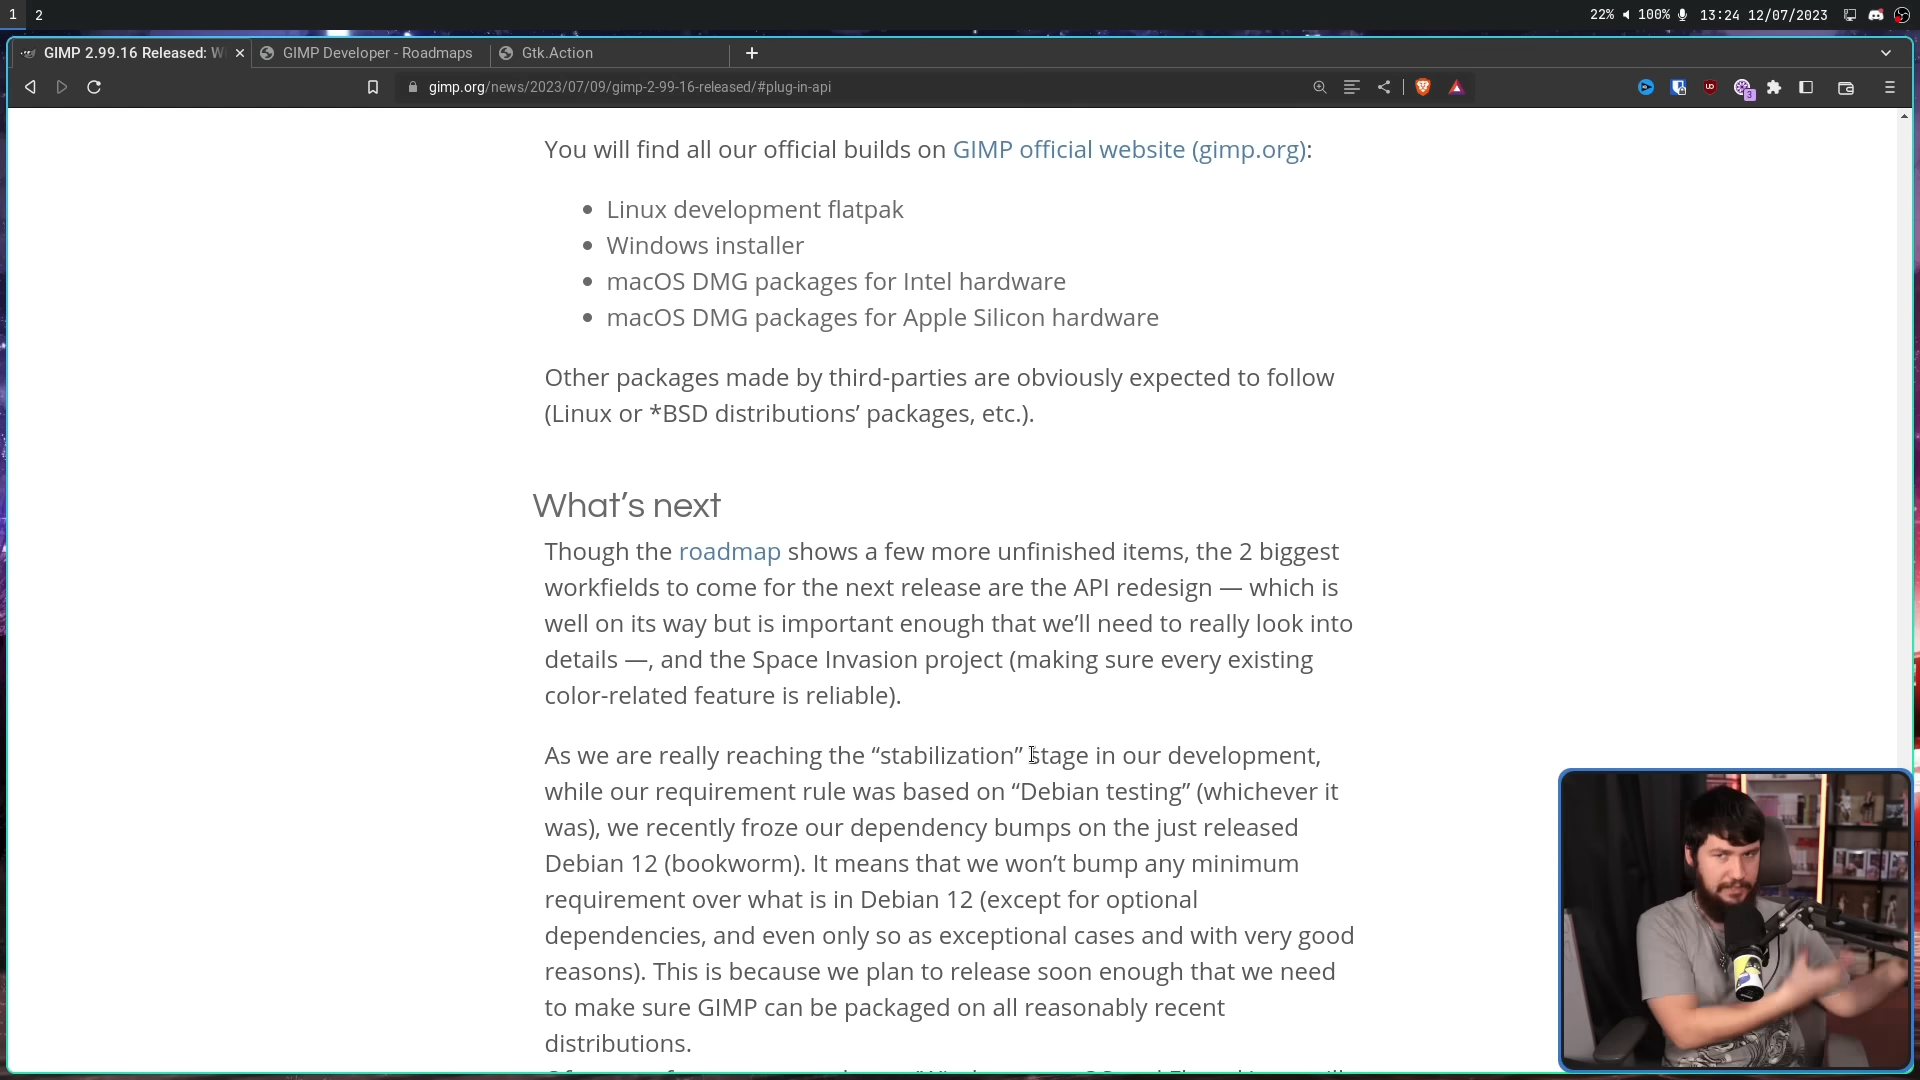 1 2 22% 100% 13:24 12/07/2023
GIMP 2.99.16 Released: W GIMP Developer - Roadmaps Gtk.Action
gimp.org/news/2023/07/09/gimp-2-99-16-released/#plug-in-api 3
You will find all our official builds on GIMP official website (gimp.org):
• Linux development flatpak
• Windows installer
• macOS DMG packages for Intel hardware
• macOS DMG packages for Apple Silicon hardware
Other packages made by third-parties are obviously expected to follow
(Linux or *BSD distributions’ packages, etc.).
What’s next
Though the roadmap shows a few more unfinished items, the 2 biggest
workfields to come for the next release are the API redesign — which is
well on its way but is important enough that we’ll need to really look into
details —, and the Space Invasion project (making sure every existing
color-related feature is reliable).
As we are really reaching the “stabilization” stage in our development,
while our requirement rule was based on “Debian testing” (whichever it
was), we recently froze our dependency bumps on the just released
Debian 12 (bookworm). It means that we won’t bump any minimum
requirement over what is in Debian 12 (except for optional
dependencies, and even only so as exceptional cases and with very good
reasons). This is because we plan to release soon enough that we need
to make sure GIMP can be packaged on all reasonably recent
distributions.